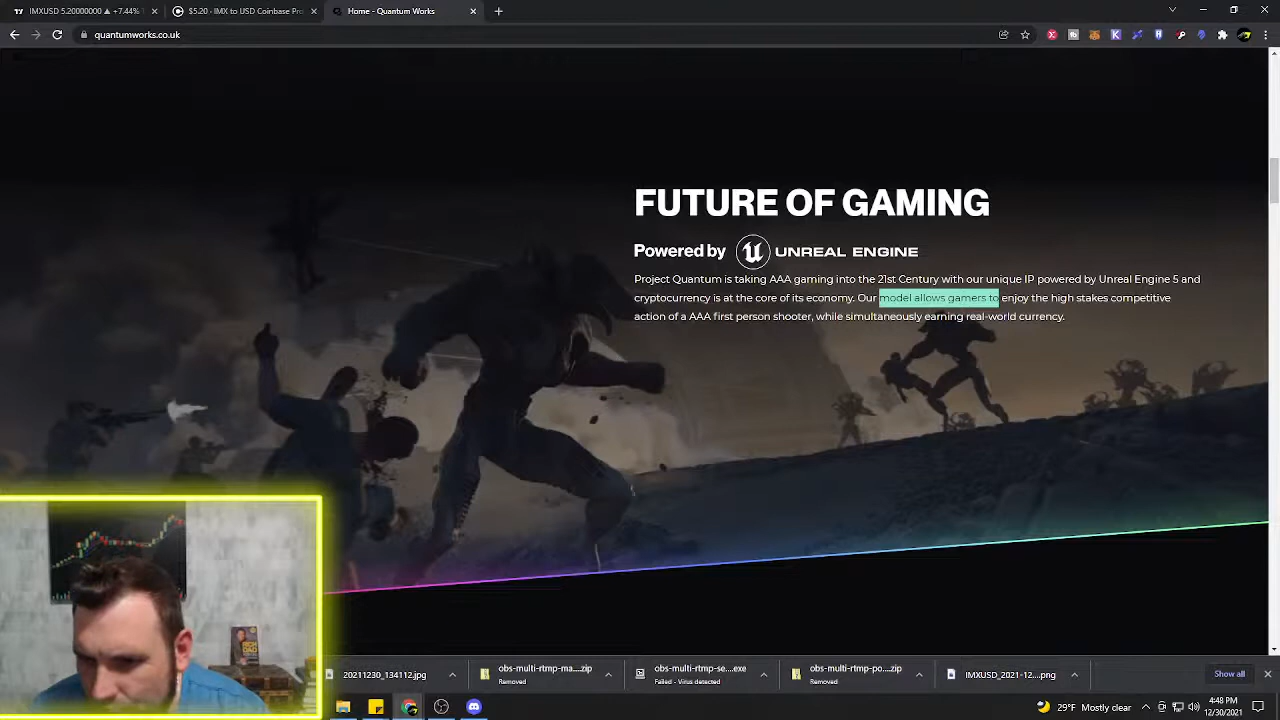 IMXUSD 5.20000000 ▲ +7.44%
$5.20 - IMX to USD Coinbase Pro
Home - Quantum Works
quantumworks.co.uk
FUTURE OF GAMING
Powered by UNREAL ENGINE
Project Quantum is taking AAA gaming into the 21st Century with our unique IP powered by Unreal Engine 5 and
cryptocurrency is at the core of its economy. Our model allows gamers to enjoy the high stakes competitive
action of a AAA first person shooter, while simultaneously earning real-world currency.
RICH
DAD
20211230_134112.jpg
obs-multi-rtmp-ma....zip
Removed
obs-multi-rtmp-se....exe
Failed - Virus detected
obs-multi-rtmp-po....zip
Removed
IMXUSD_2021-12-....png
Show all
29°F Mostly clear
4:40 PM
12/30/2021